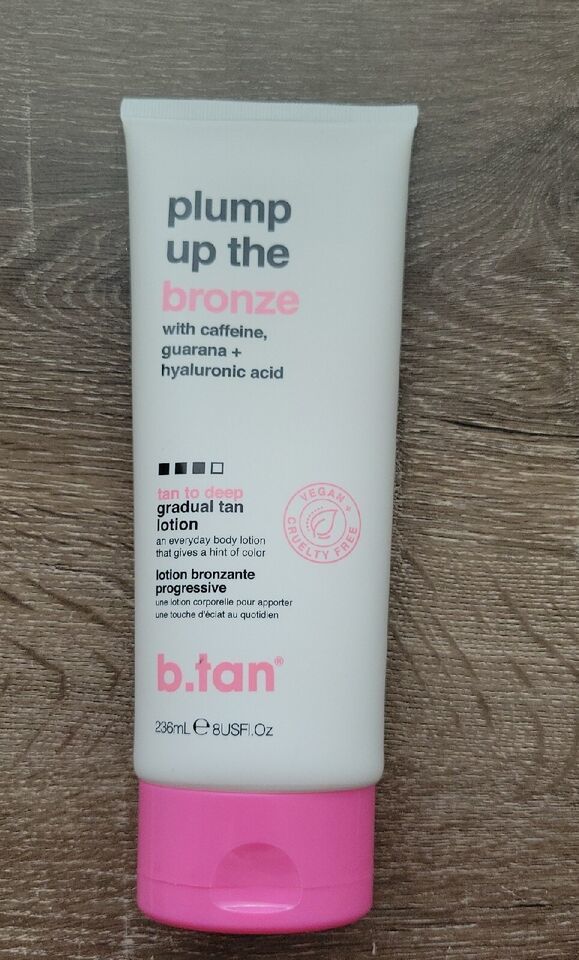 plump
up the
bronze
with caffeine,
guarana +
hyaluronic acid
tan to deep
gradual tan
lotion
an everyday body lotion
that gives a hint of color
lotion bronzante
progressive
une lotion corporelle pour apporter
une touche d'éclat au quotidien
VEGAN +
CRUELTY FREE
b.tan®
236mL ℮ 8USFl.Oz